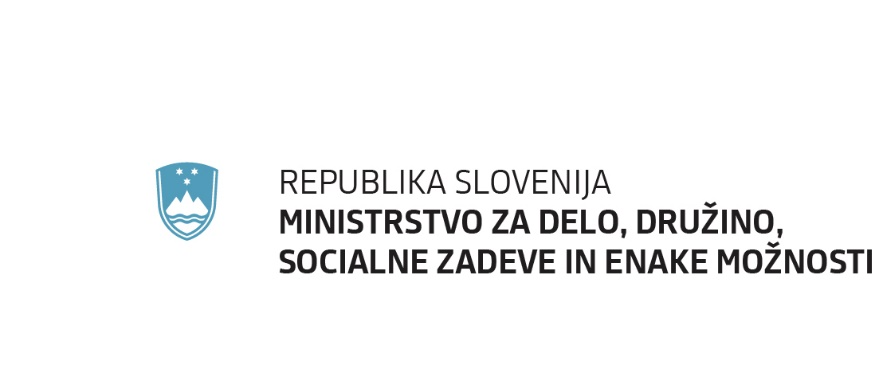 REPUBLIKA SLOVENIJA
MINISTRSTVO ZA DELO, DRUŽINO,
SOCIALNE ZADEVE IN ENAKE MOŽNOSTI